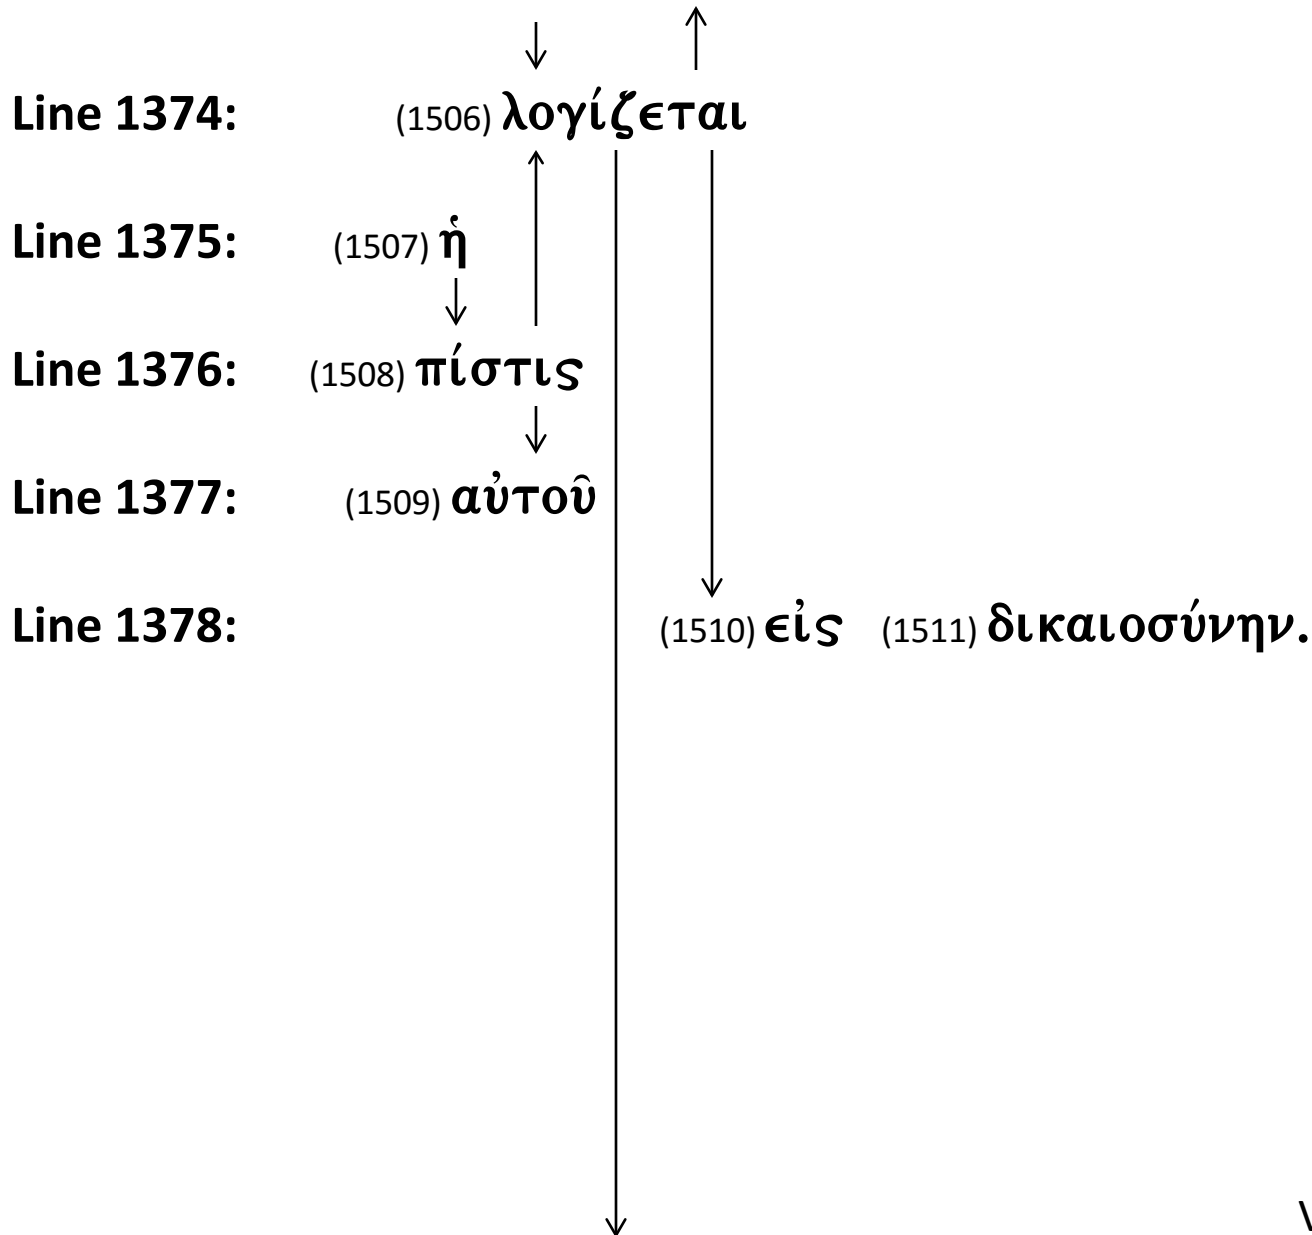 Line 1374: (1506) λογίζεται
Line 1375: (1507) ἡ
Line 1376: (1508) πίστις
Line 1377: (1509) αὐτοῦ
Line 1378: (1510) εἰς (1511) δικαιοσύνην.